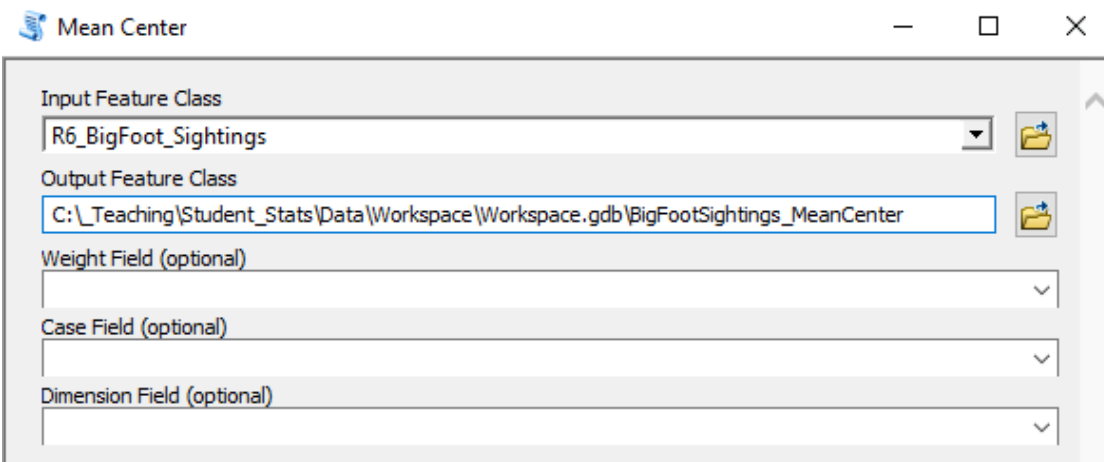 Mean Center
Input Feature Class
R6_BigFoot_Sightings
Output Feature Class
C:\_Teaching\Student_Stats\Data\Workspace\Workspace.gdb\BigFootSightings_MeanCenter
Weight Field (optional)
Case Field (optional)
Dimension Field (optional)